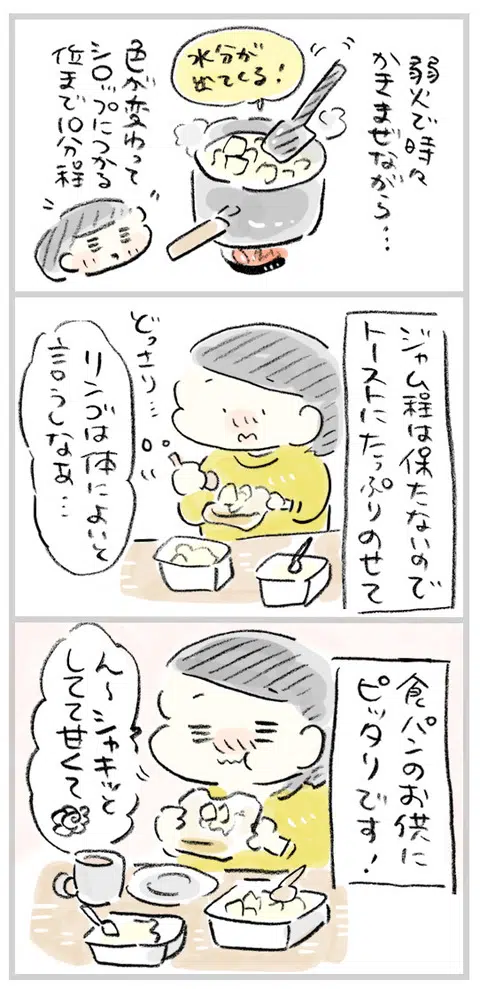 弱火で時々
かきまぜながら…
水分が
出てくる!
色が変わって
シロップにつかる
位まで10分程
ジャム程は保たないので
トーストにたっぷりのせて
どっさり…
リンゴは体によいと
言うしなぁ…
食パンのお供に
ピッタリです!
ん〜シャキッと
してて甘くて